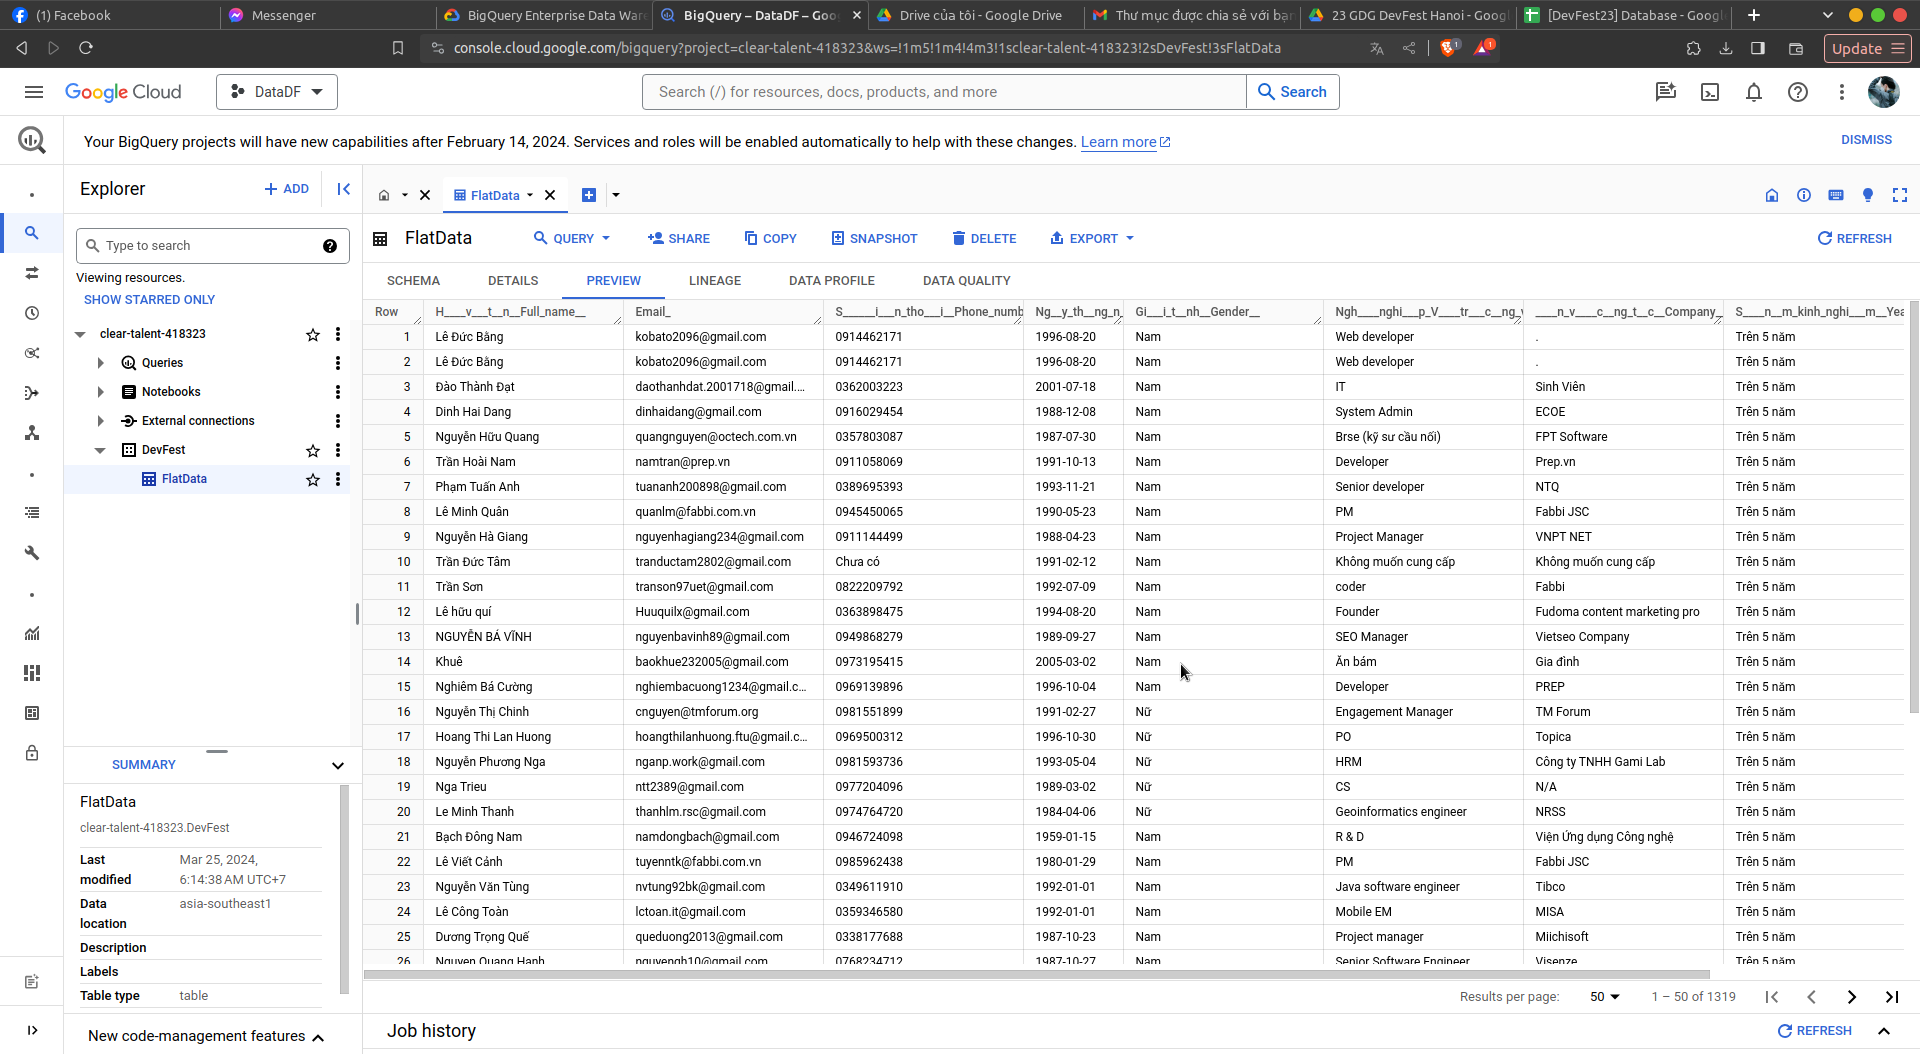 (1) Facebook
Messenger
BigQuery Enterprise Data War
BigQuery – DataDF – Goo
Drive của tôi - Google Drive
Thư mục được chia sẻ với bạn
23 GDG DevFest Hanoi - Googl
[DevFest23] Database - Google
console.cloud.google.com/bigquery?project=clear-talent-418323&ws=!1m5!1m4!4m3!1sclear-talent-418323!2sDevFest!3sFlatData
1
1
Update
Google Cloud
DataDF
Search (/) for resources, docs, products, and more
Search
Your BigQuery projects will have new capabilities after February 14, 2024. Services and roles will be enabled automatically to help with these changes. Learn more
DISMISS
Explorer
+ ADD
FlatData
Type to search
Viewing resources.
SHOW STARRED ONLY
clear-talent-418323
Queries
Notebooks
External connections
DevFest
FlatData
FlatData
QUERY
SHARE
COPY
SNAPSHOT
DELETE
EXPORT
REFRESH
SCHEMA
DETAILS
PREVIEW
LINEAGE
DATA PROFILE
DATA QUALITY
Row H____v___t__n__Full_name__ Email_ S______i___n_tho___i__Phone_numb Ng__y_th__ng_n_ Gi___i_t__nh__Gender__ Ngh____nghi___p_V____tr___c__ng_v ____n_v____c__ng_t__c__Company_ S____n__m_kinh_nghi___m__Yea
1 Lê Đức Bằng kobato2096@gmail.com 0914462171 1996-08-20 Nam Web developer . Trên 5 năm
2 Lê Đức Bằng kobato2096@gmail.com 0914462171 1996-08-20 Nam Web developer . Trên 5 năm
3 Đào Thành Đạt daothanhdat.2001718@gmail.... 0362003223 2001-07-18 Nam IT Sinh Viên Trên 5 năm
4 Dinh Hai Dang dinhaidang@gmail.com 0916029454 1988-12-08 Nam System Admin ECOE Trên 5 năm
5 Nguyễn Hữu Quang quangnguyen@octech.com.vn 0357803087 1987-07-30 Nam Brse (kỹ sư cầu nối) FPT Software Trên 5 năm
6 Trần Hoài Nam namtran@prep.vn 0911058069 1991-10-13 Nam Developer Prep.vn Trên 5 năm
7 Phạm Tuấn Anh tuananh200898@gmail.com 0389695393 1993-11-21 Nam Senior developer NTQ Trên 5 năm
8 Lê Minh Quân quanlm@fabbi.com.vn 0945450065 1990-05-23 Nam PM Fabbi JSC Trên 5 năm
9 Nguyễn Hà Giang nguyenhagiang234@gmail.com 0911144499 1988-04-23 Nam Project Manager VNPT NET Trên 5 năm
10 Trần Đức Tâm tranductam2802@gmail.com Chưa có 1991-02-12 Nam Không muốn cung cấp Không muốn cung cấp Trên 5 năm
11 Trần Sơn transon97uet@gmail.com 0822209792 1992-07-09 Nam coder Fabbi Trên 5 năm
12 Lê hữu quí Huuquilx@gmail.com 0363898475 1994-08-20 Nam Founder Fudoma content marketing pro Trên 5 năm
13 NGUYỄN BÁ VĨNH nguyenbavinh89@gmail.com 0949868279 1989-09-27 Nam SEO Manager Vietseo Company Trên 5 năm
14 Khuê baokhue232005@gmail.com 0973195415 2005-03-02 Nam Ăn bám Gia đình Trên 5 năm
15 Nghiêm Bá Cường nghiembacuong1234@gmail.c... 0969139896 1996-10-04 Nam Developer PREP Trên 5 năm
16 Nguyễn Thị Chinh cnguyen@tmforum.org 0981551899 1991-02-27 Nữ Engagement Manager TM Forum Trên 5 năm
17 Hoang Thi Lan Huong hoangthilanhuong.ftu@gmail.c... 0969500312 1996-10-30 Nữ PO Topica Trên 5 năm
18 Nguyễn Phương Nga nganp.work@gmail.com 0981593736 1993-05-04 Nữ HRM Công ty TNHH Gami Lab Trên 5 năm
19 Nga Trieu ntt2389@gmail.com 0977204096 1989-03-02 Nữ CS N/A Trên 5 năm
20 Le Minh Thanh thanhlm.rsc@gmail.com 0974764720 1984-04-06 Nữ Geoinformatics engineer NRSS Trên 5 năm
21 Bạch Đông Nam namdongbach@gmail.com 0946724098 1959-01-15 Nam R & D Viện Ứng dụng Công nghệ Trên 5 năm
22 Lê Viết Cảnh tuyenntk@fabbi.com.vn 0985962438 1980-01-29 Nam PM Fabbi JSC Trên 5 năm
23 Nguyễn Văn Tùng nvtung92bk@gmail.com 0349611910 1992-01-01 Nam Java software engineer Tibco Trên 5 năm
24 Lê Công Toàn lctoan.it@gmail.com 0359346580 1992-01-01 Nam Mobile EM MISA Trên 5 năm
25 Dương Trọng Quế queduong2013@gmail.com 0338177688 1987-10-23 Nam Project manager Miichisoft Trên 5 năm
26 Nguyen Quang Hanh nguyenqh10@gmail.com 0768234712 1987-10-27 Nam Senior Software Engineer Visenze Trên 5 năm
SUMMARY
FlatData
clear-talent-418323.DevFest
Last modified Mar 25, 2024, 6:14:38 AM UTC+7
Data location asia-southeast1
Description
Labels
Table type table
New code-management features
Results per page: 50 1 – 50 of 1319
Job history
REFRESH